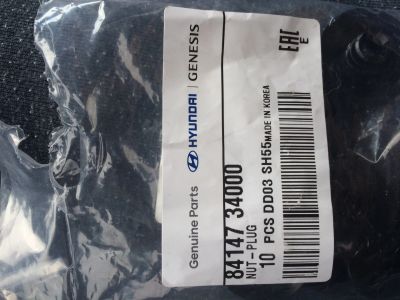 Genuine Parts HYUNDAI | GENESIS
84147 34000
NUT-PLUG
10 PCS DD03 SH55 MADE IN KOREA
EAC
E